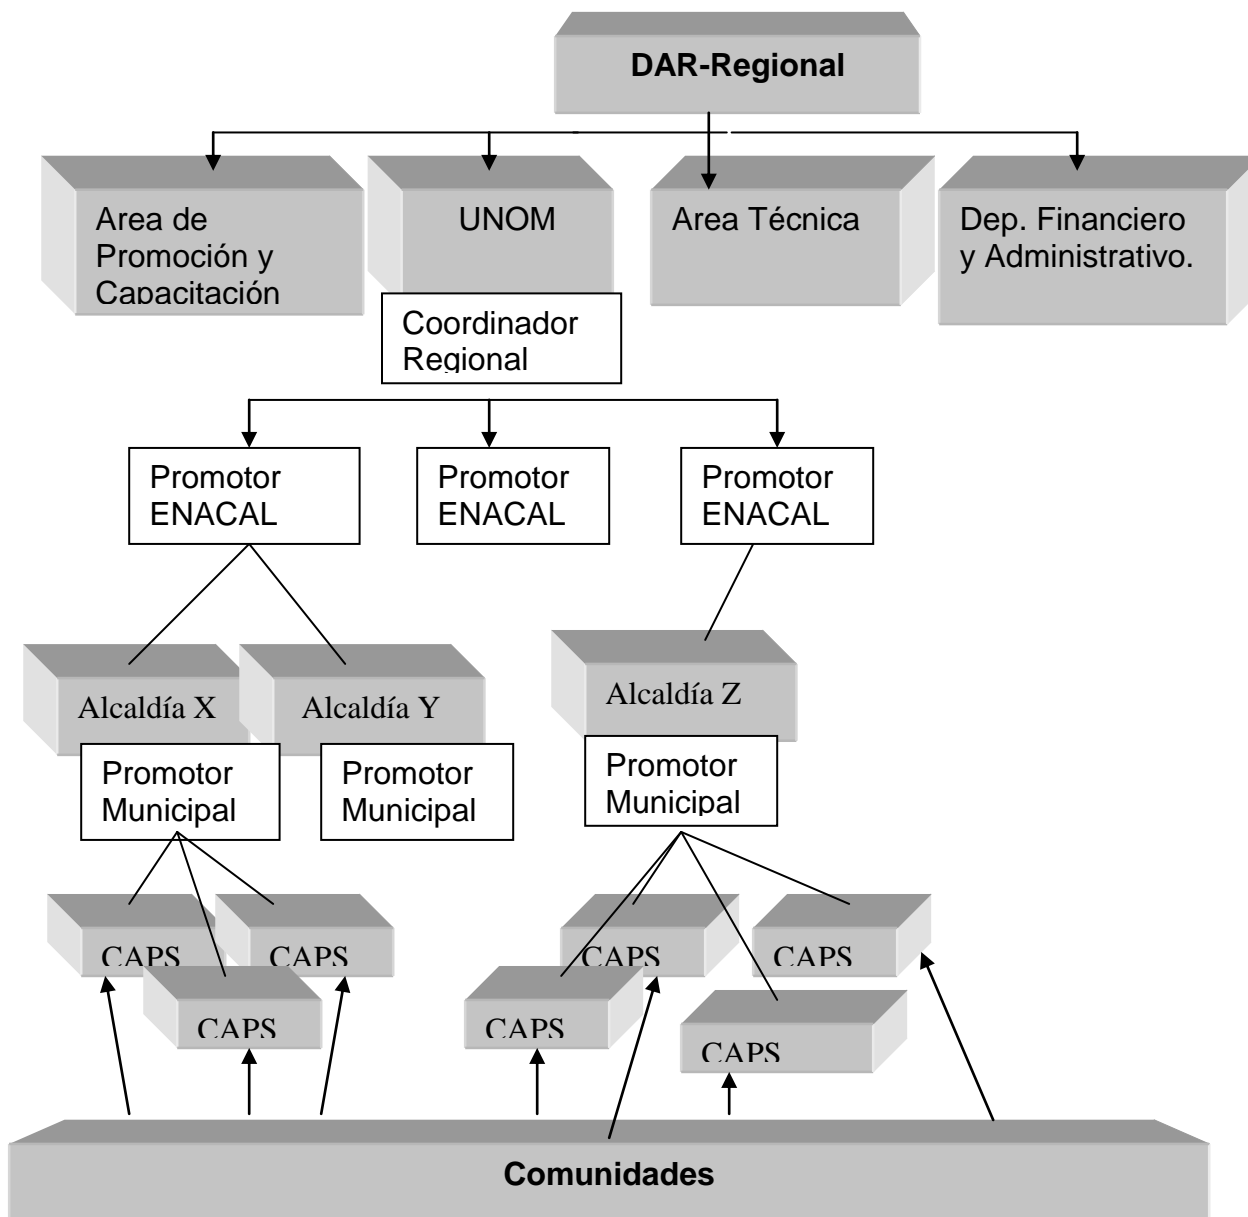 DAR-Regional
Area de
Promoción y
Capacitación
UNOM
Area Técnica
Dep. Financiero
y Administrativo.
Coordinador
Regional
Promotor
ENACAL
Promotor
ENACAL
Promotor
ENACAL
Alcaldía X
Alcaldía Y
Alcaldía Z
Promotor
Municipal
Promotor
Municipal
Promotor
Municipal
CAPS
CAPS
CAPS
CAPS
CAPS
CAPS
CAPS
Comunidades